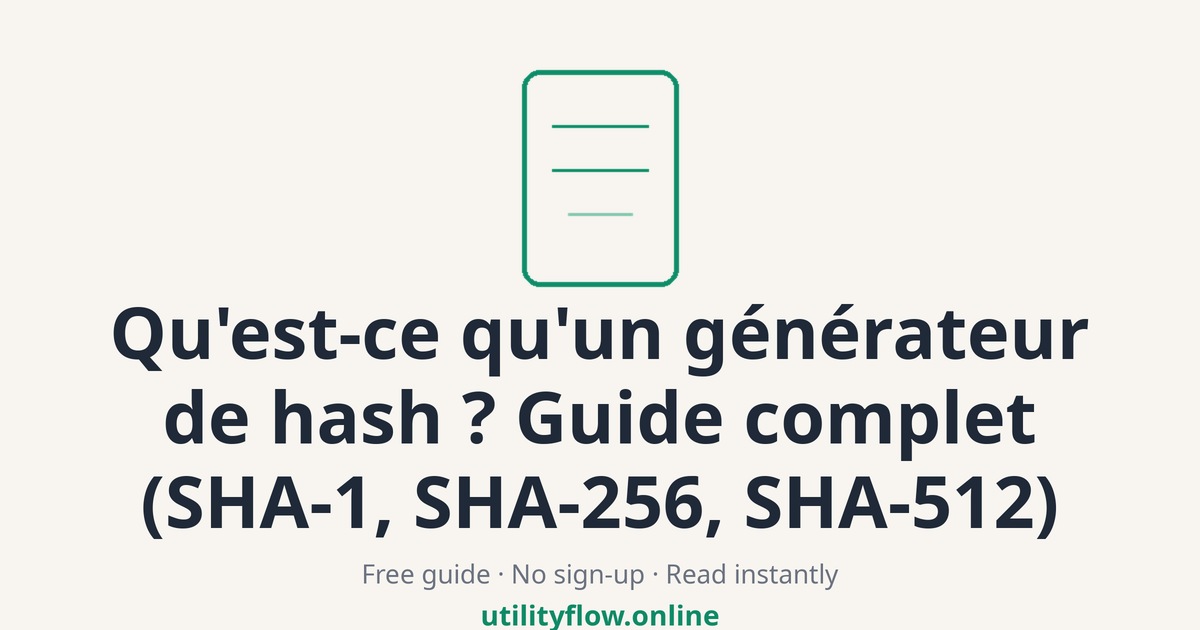 Qu'est-ce qu'un générateur
de hash ? Guide complet
(SHA-1, SHA-256, SHA-512)
Free guide · No sign-up · Read instantly
utilityflow.online